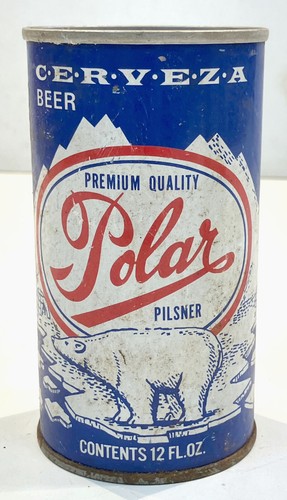 C·E·R·V·E·Z·A
BEER
PREMIUM QUALITY
Polar
PILSNER
CONTENTS 12 FL.OZ.